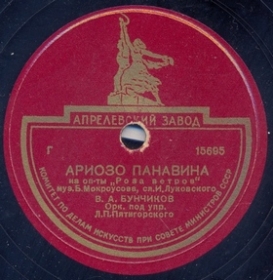 АПРЕЛЕВСКИЙ ЗАВОД
Г 15695
АРИОЗО ПАНАВИНА
из оп-ты „Роза ветров"
муз. Б. Мокроусова, сл. И. Луковского
В. А. БУНЧИКОВ
Орк. под упр.
Л. П. Пятигорского
КОМИТЕТ ПО ДЕЛАМ ИСКУССТВ ПРИ СОВЕТЕ МИНИСТРОВ СССР